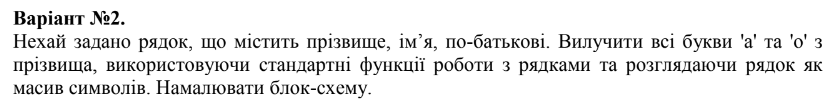 Варіант №2.
Нехай задано рядок, що містить прізвище, ім’я, по-батькові. Вилучити всі букви 'а' та 'о' з
прізвища, використовуючи стандартні функції роботи з рядками та розглядаючи рядок як
масив символів. Намалювати блок-схему.